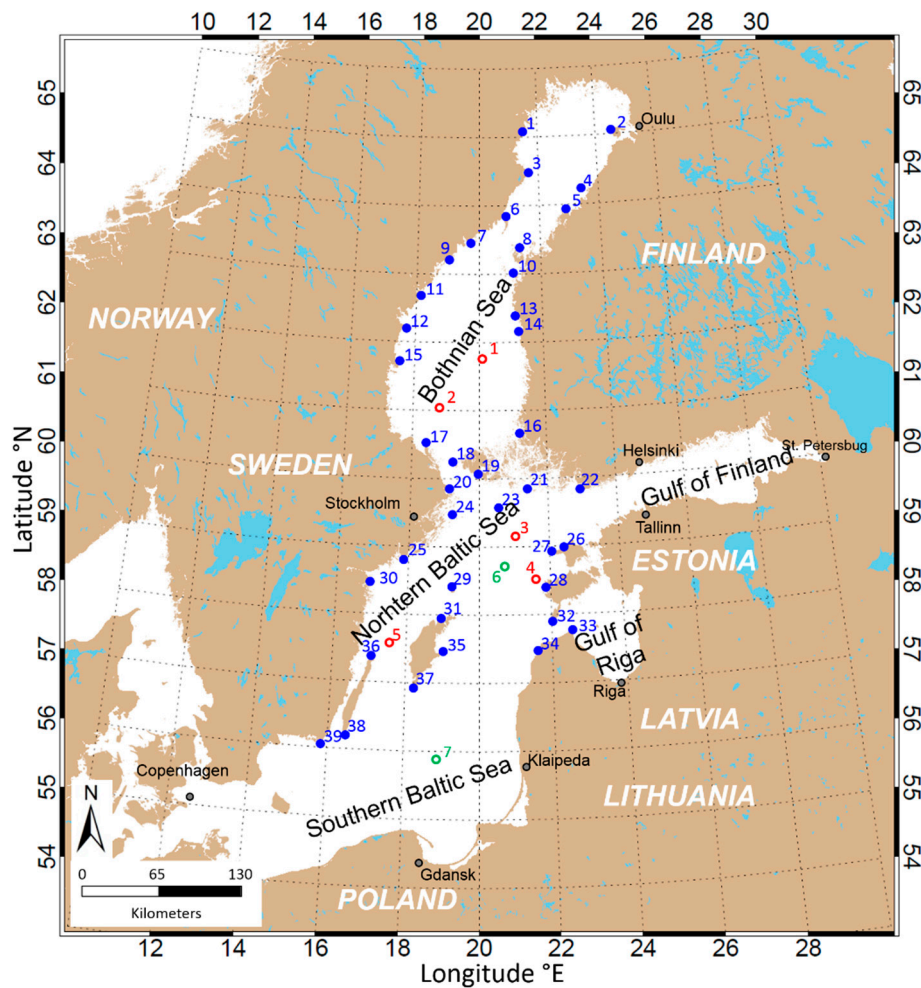 10 14 16 18 20 22 24 26 28 30
65
1
2
Oulu
64
3
4
5
6
63
7
8
FINLAND
9
10
62
11
NORWAY
12
13
14
Bothnian Sea
15
1
61
2
60
17
16
18
Helsinki
St. Petersbug
SWEDEN
19
Gulf of Finland
20
21
22
Stockholm
23
24
59
Tallinn
3
25
26
27
ESTONIA
58
30
29
6
4
28
Norhtern Baltic Sea
31
32
33
Gulf of
Riga
5
36
35
34
57
37
Riga
56
LATVIA
38
39
7
Copenhagen
Klaipeda
55
Southern Baltic Sea
LITHUANIA
N
54
Gdansk
0 65 130
POLAND
Kilometers
12 14 16 18 20 22 24 26 28
Longitude °E
Latitude °N